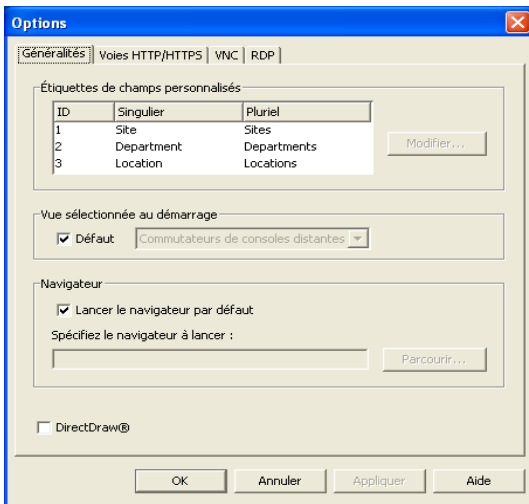 Options
Généralités Voies HTTP/HTTPS VNC RDP
Étiquettes de champs personnalisés
ID Singulier Pluriel
1 Site Sites
2 Department Departments
3 Location Locations
Modifier...
Vue sélectionnée au démarrage
Défaut Commutateurs de consoles distantes
Navigateur
Lancer le navigateur par défaut
Spécifiez le navigateur à lancer :
Parcourir...
DirectDraw®
OK Annuler Appliquer Aide